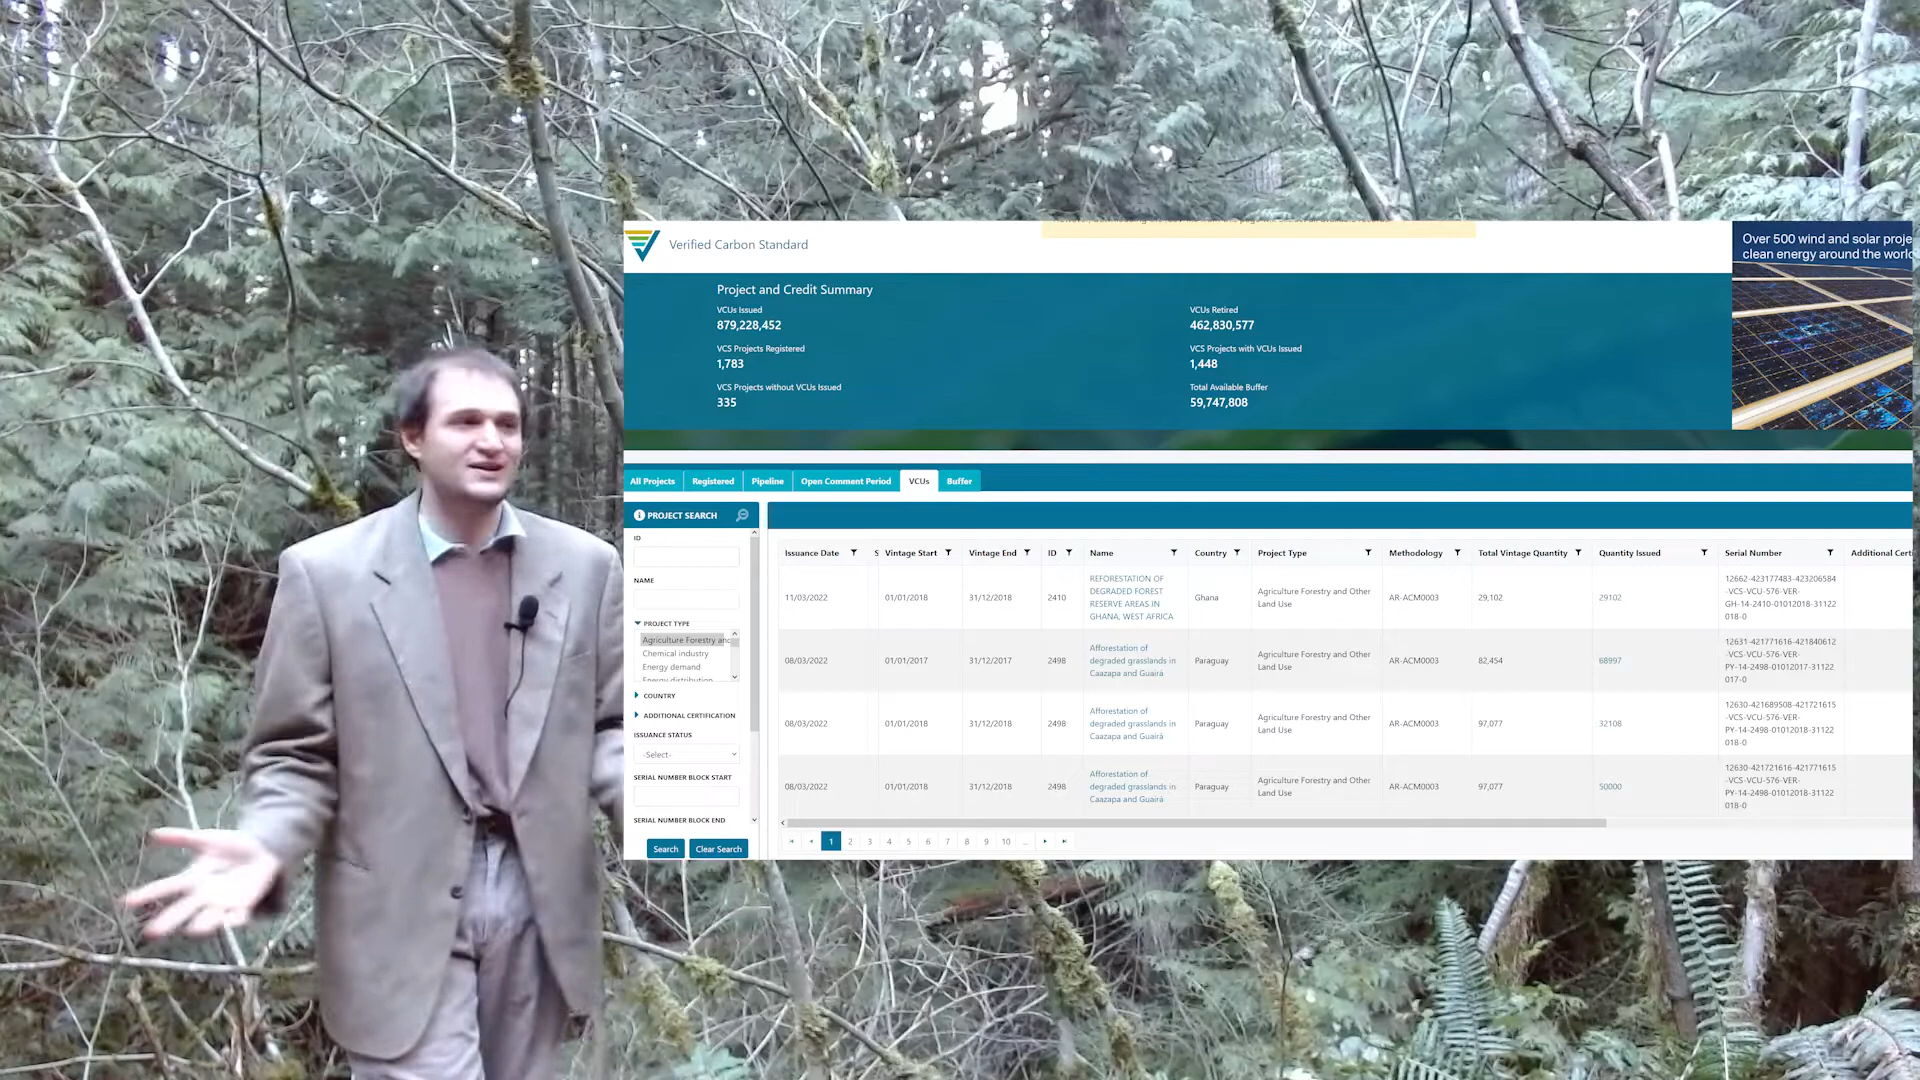 Verified Carbon Standard
Over 500 wind and solar proje
clean energy around the world
Project and Credit Summary
VCUs Issued
879,228,452
VCUs Retired
462,830,577
VCS Projects Registered
1,783
VCS Projects with VCUs Issued
1,448
VCS Projects without VCUs Issued
335
Total Available Buffer
59,747,808
All Projects Registered Pipeline Open Comment Period VCUs Buffer
PROJECT SEARCH
ID
NAME
PROJECT TYPE
Agriculture Forestry and
Chemical industry
Energy demand
Energy distribution
COUNTRY
ADDITIONAL CERTIFICATION
ISSUANCE STATUS
-Select-
SERIAL NUMBER BLOCK START
SERIAL NUMBER BLOCK END
Search Clear Search
Issuance Date S Vintage Start Vintage End ID Name Country Project Type Methodology Total Vintage Quantity Quantity Issued Serial Number Additional Cert
11/03/2022 01/01/2018 31/12/2018 2410
REFORESTATION OF
DEGRADED FOREST
RESERVE AREAS IN
GHANA, WEST AFRICA
Ghana
Agriculture Forestry and Other
Land Use
AR-ACM0003 29,102 29102
12662-423177483-423206584
-VCS-VCU-576-VER-
GH-14-2410-01012018-31122
018-0
08/03/2022 01/01/2017 31/12/2017 2498
Afforestation of
degraded grasslands in
Caazapa and Guairá
Paraguay
Agriculture Forestry and Other
Land Use
AR-ACM0003 82,454 68997
12631-421771616-421840612
-VCS-VCU-576-VER-
PY-14-2498-01012017-31122
017-0
08/03/2022 01/01/2018 31/12/2018 2498
Afforestation of
degraded grasslands in
Caazapa and Guairá
Paraguay
Agriculture Forestry and Other
Land Use
AR-ACM0003 97,077 32108
12630-421689508-421721615
-VCS-VCU-576-VER-
PY-14-2498-01012018-31122
018-0
08/03/2022 01/01/2018 31/12/2018 2498
Afforestation of
degraded grasslands in
Caazapa and Guairá
Paraguay
Agriculture Forestry and Other
Land Use
AR-ACM0003 97,077 50000
12630-421721616-421771615
-VCS-VCU-576-VER-
PY-14-2498-01012018-31122
018-0
1 2 3 4 5 6 7 8 9 10 ...